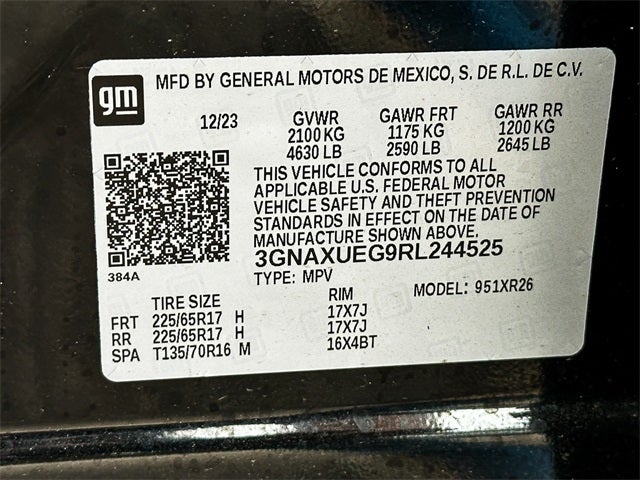 gm
MFD BY GENERAL MOTORS DE MEXICO, S. DE R.L. DE C.V.
12/23 GVWR GAWR FRT GAWR RR
2100 KG 1175 KG 1200 KG
4630 LB 2590 LB 2645 LB
THIS VEHICLE CONFORMS TO ALL
APPLICABLE U.S. FEDERAL MOTOR
VEHICLE SAFETY AND THEFT PREVENTION
STANDARDS IN EFFECT ON THE DATE OF
MANUFACTURE SHOWN ABOVE.
384A
3GNAXUEG9RL244525
TYPE: MPV MODEL: 951XR26
TIRE SIZE RIM
FRT 225/65R17 H 17X7J
RR 225/65R17 H 17X7J
SPA T135/70R16 M 16X4BT